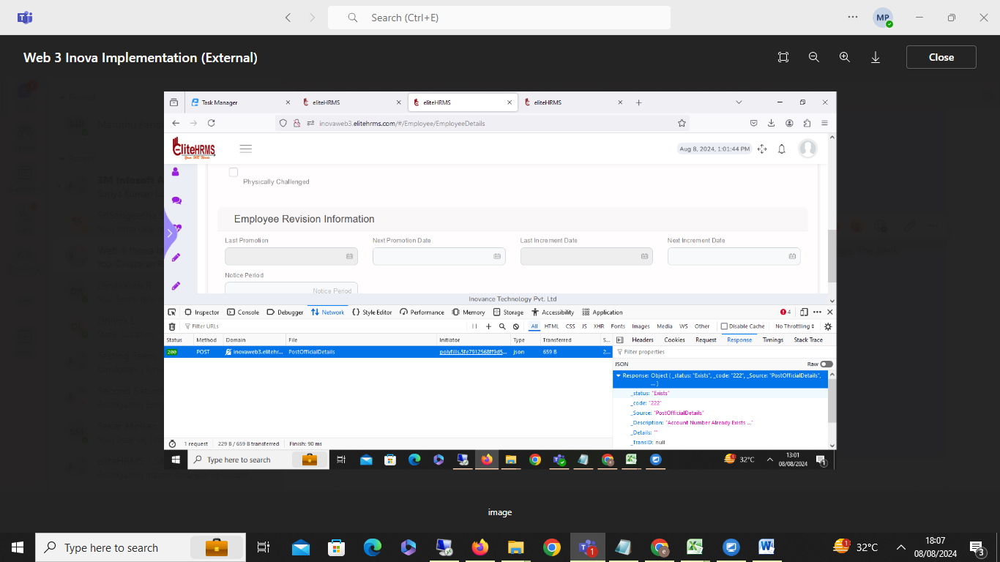 Search (Ctrl+E)
MP
Web 3 Inova Implementation (External)
Close
Task Manager
eliteHRMS
eliteHRMS
eliteHRMS
inovaweb3.elitehrms.com/#/Employee/EmployeeDetails
EliteHRMS
Your HR Needs
Aug 8, 2024, 1:01:44 PM
Physically Challenged
Employee Revision Information
Last Promotion
Next Promotion Date
Last Increment Date
Next Increment Date
Notice Period
Notice Period
Inovance Technology Pvt. Ltd
Inspector
Console
Debugger
Network
Style Editor
Performance
Memory
Storage
Accessibility
Application
4
Filter URLs
All
HTML
CSS
JS
XHR
Fonts
Images
Media
WS
Other
Disable Cache
No Throttling
Status
Method
Domain
File
Initiator
Type
Transferred
S...
Headers
Cookies
Request
Response
Timings
Stack Trace
200
POST
inovaweb3.elitehr...
PostOfficialDetails
polyfills.5fe7912568ff9d5...
json
659 B
2...
Filter properties
JSON
Raw
Response: Object { _status: "Exists", _code: "222", _Source: "PostOfficialDetails",
... }
_status: "Exists"
_code: "222"
_Source: "PostOfficialDetails"
_Description: "Account Number Already Exists ..."
_Details: ""
_TransID: null
1 request
229 B / 659 B transferred
Finish: 90 ms
Type here to search
32°C
13:01
08/08/2024
1
image
Type here to search
1
32°C
18:07
08/08/2024
3